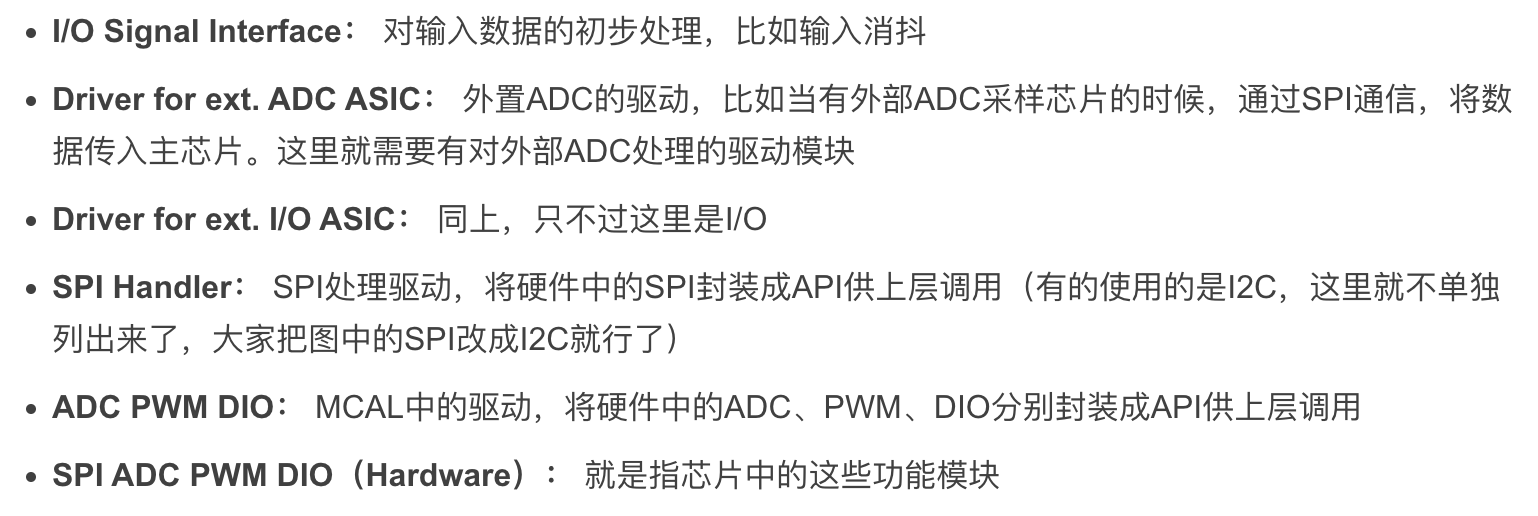 • I/O Signal Interface： 对输入数据的初步处理，比如输入消抖
• Driver for ext. ADC ASIC： 外置ADC的驱动，比如当有外部ADC采样芯片的时候，通过SPI通信，将数
据传入主芯片。这里就需要有对外部ADC处理的驱动模块
• Driver for ext. I/O ASIC： 同上，只不过这里是I/O
• SPI Handler： SPI处理驱动，将硬件中的SPI封装成API供上层调用（有的使用的是I2C，这里就不单独
列出来了，大家把图中的SPI改成I2C就行了）
• ADC PWM DIO： MCAL中的驱动，将硬件中的ADC、PWM、DIO分别封装成API供上层调用
• SPI ADC PWM DIO（Hardware）： 就是指芯片中的这些功能模块